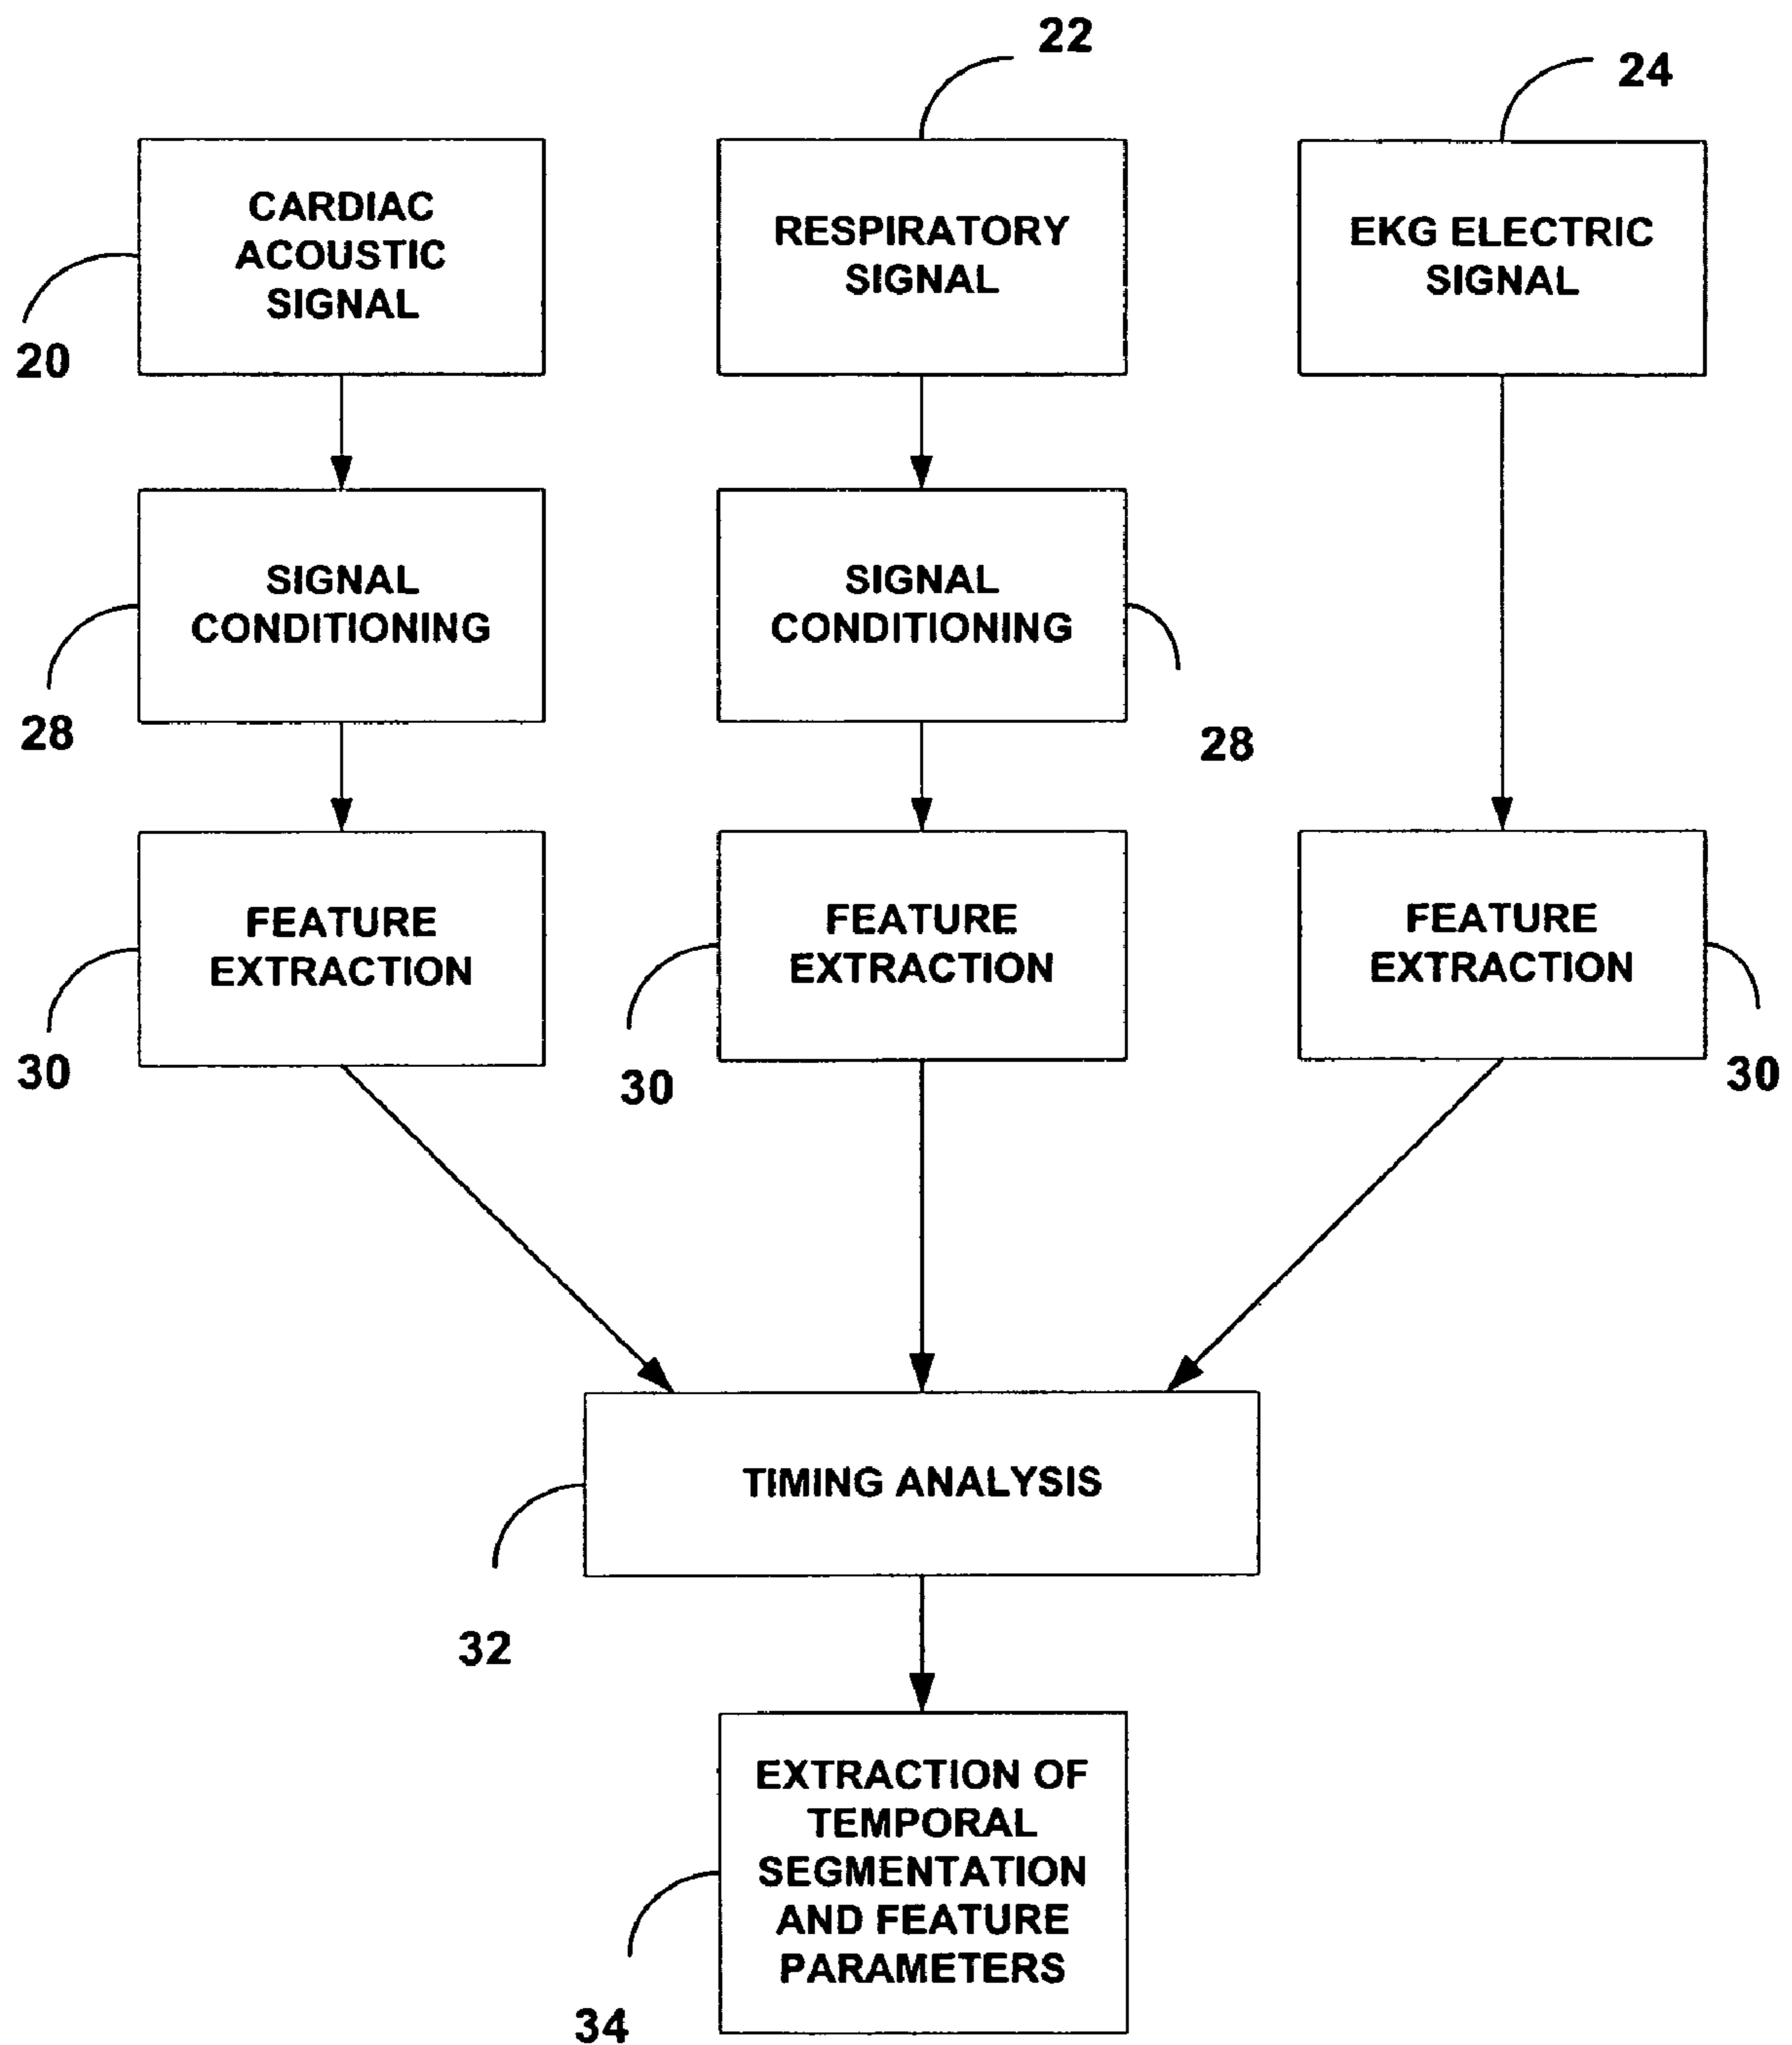 22
24
CARDIAC
ACOUSTIC
SIGNAL
RESPIRATORY
SIGNAL
EKG ELECTRIC
SIGNAL
20
SIGNAL
CONDITIONING
SIGNAL
CONDITIONING
28
28
FEATURE
EXTRACTION
FEATURE
EXTRACTION
FEATURE
EXTRACTION
30
30
30
TIMING ANALYSIS
32
EXTRACTION OF
TEMPORAL
SEGMENTATION
AND FEATURE
PARAMETERS
34